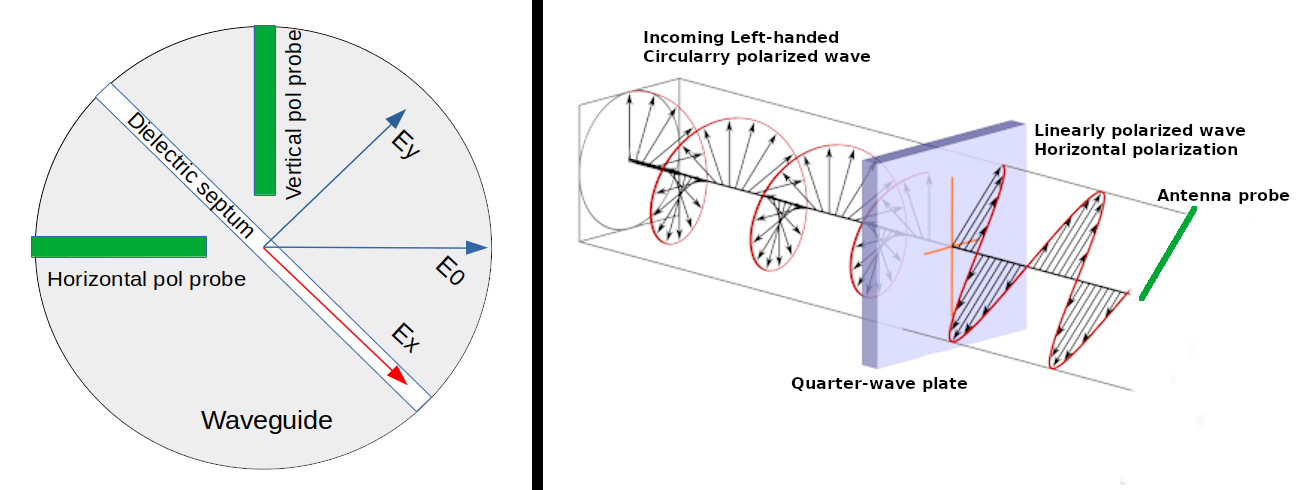 Vertical pol probe
Dielectric septum
Ey
E0
Horizontal pol probe
Ex
Waveguide
Incoming Left-handed
Circularry polarized wave
Linearly polarized wave
Horizontal polarization
Antenna probe
Quarter-wave plate